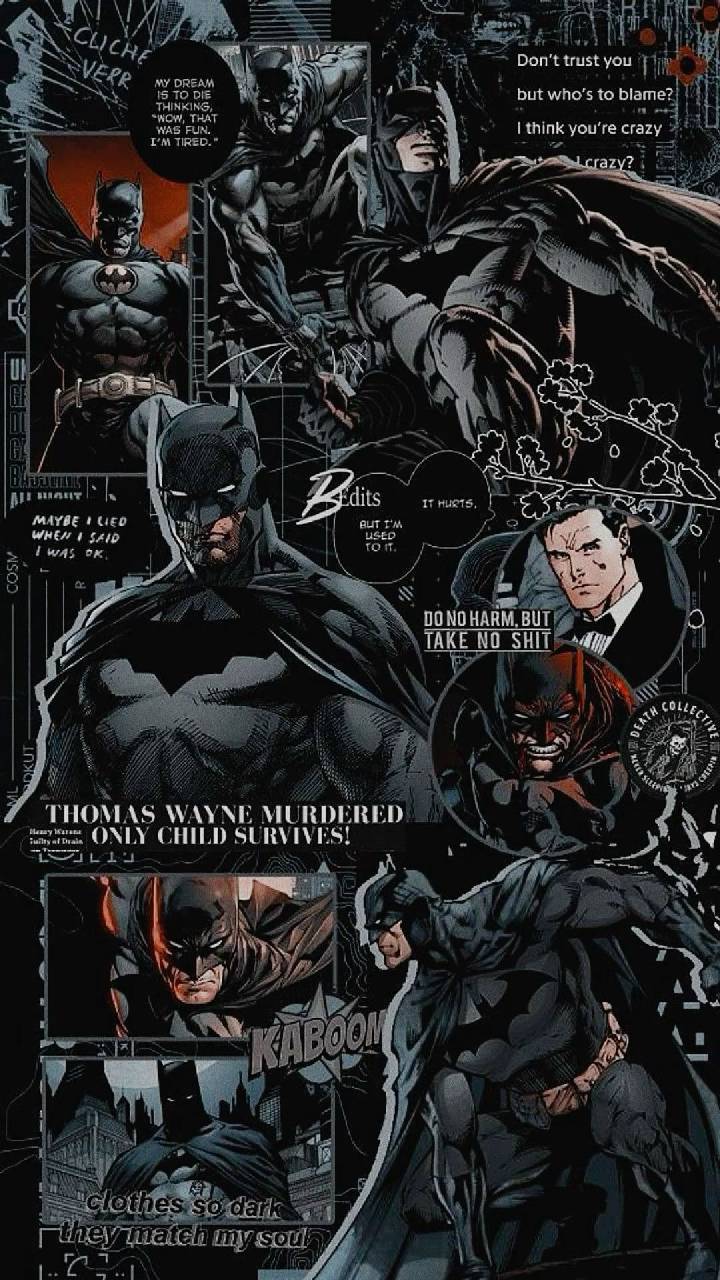 CLICHE
MY DREAM
IS TO DIE
THINKING,
"WOW, THAT
WAS FUN.
I'M TIRED."
Don't trust you
but who's to blame?
I think you're crazy
I crazy?
BEdits
IT HURTS.
BUT I'M
USED
TO IT.
MAYBE I LIED
WHEN I SAID
I WAS OK.
COSM
DO NO HARM, BUT
TAKE NO SHIT
DEATH COLLECTIVE
THOMAS WAYNE MURDERED
ONLY CHILD SURVIVES!
KABOOM
clothes so dark
they match my soul